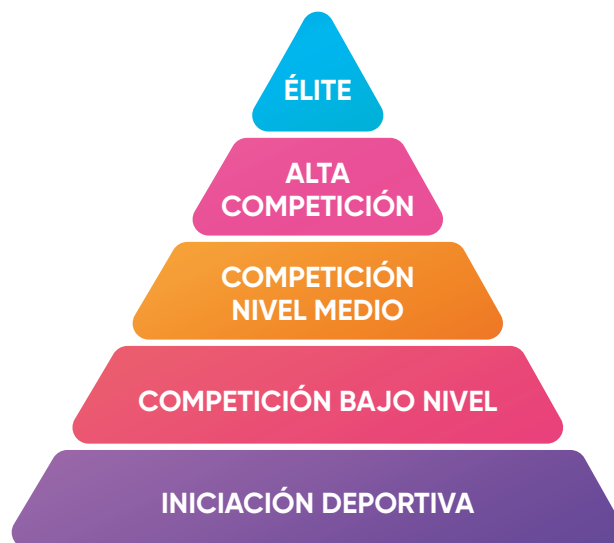 ÉLITE
ALTA
COMPETICIÓN
COMPETICIÓN
NIVEL MEDIO
COMPETICIÓN BAJO NIVEL
INICIACIÓN DEPORTIVA